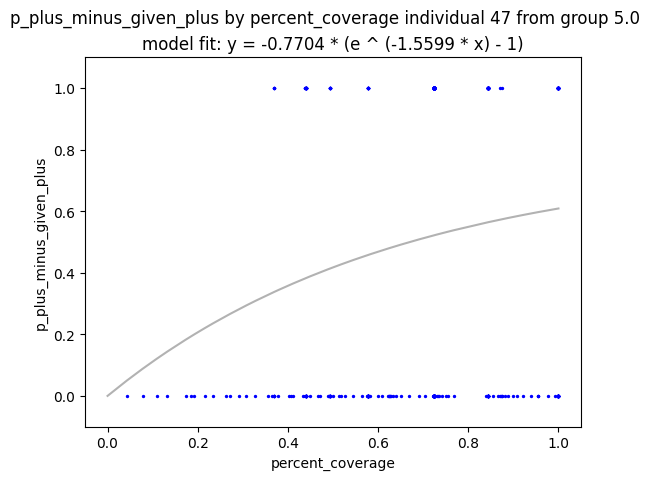 p_plus_minus_given_plus by percent_coverage individual 47 from group 5.0
model fit: y = -0.7704 * (e ^ (-1.5599 * x) - 1)
1.0
0.8
0.6
0.4
0.2
0.0
p_plus_minus_given_plus
0.0 0.2 0.4 0.6 0.8 1.0
percent_coverage